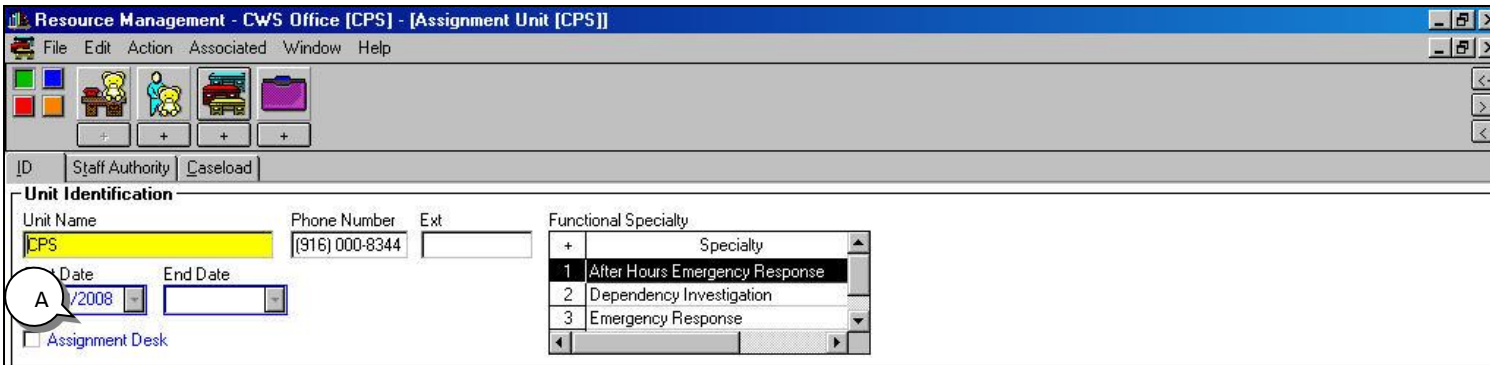 Resource Management - CWS Office [CPS] - [Assignment Unit [CPS]]
File Edit Action Associated Window Help
+ + + +
ID Staff Authority Caseload
Unit Identification
Unit Name Phone Number Ext Functional Specialty
CPS (916) 000-8344 + Specialty
Date End Date 1 After Hours Emergency Response
A /2008 2 Dependency Investigation
3 Emergency Response
Assignment Desk